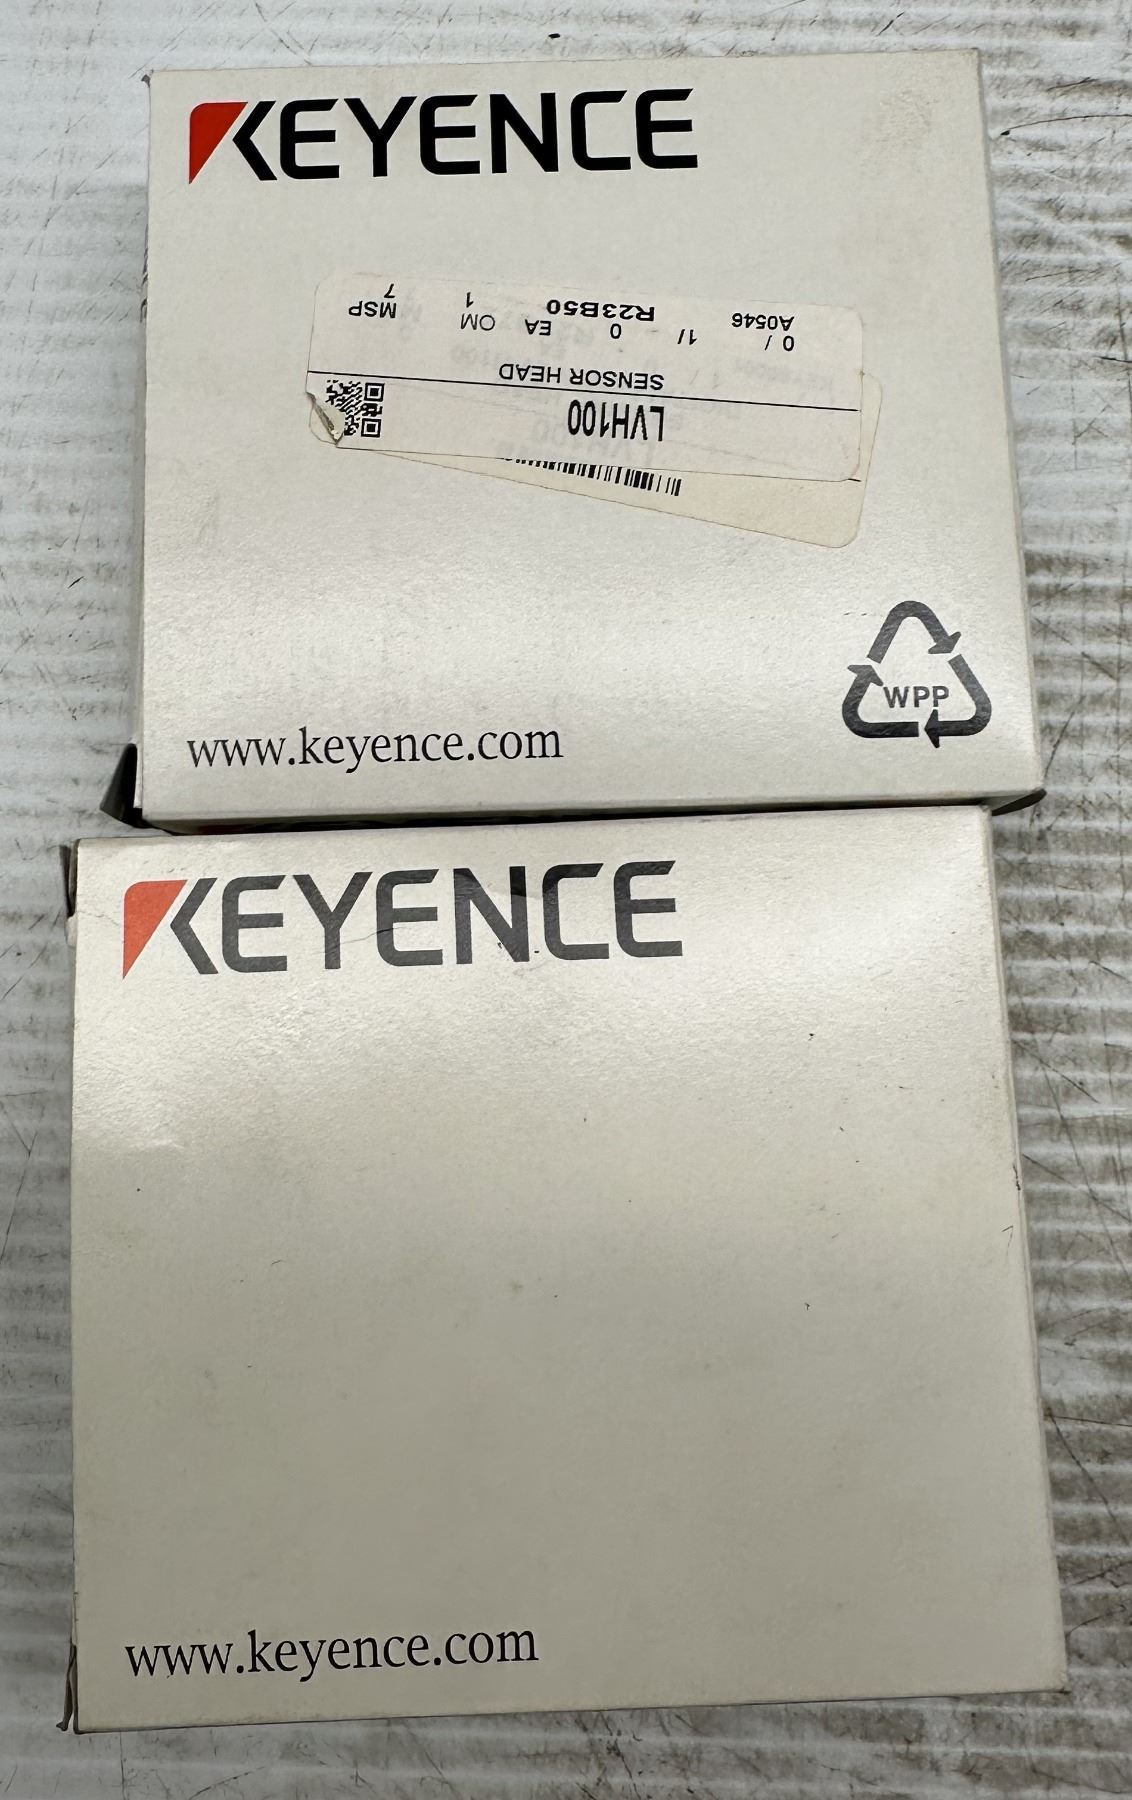 KEYENCE
LVH100
SENSOR HEAD
0 / 1/ 0 EA OM MSP
A0546 R23B50 1 7
WPP
www.keyence.com
KEYENCE
www.keyence.com